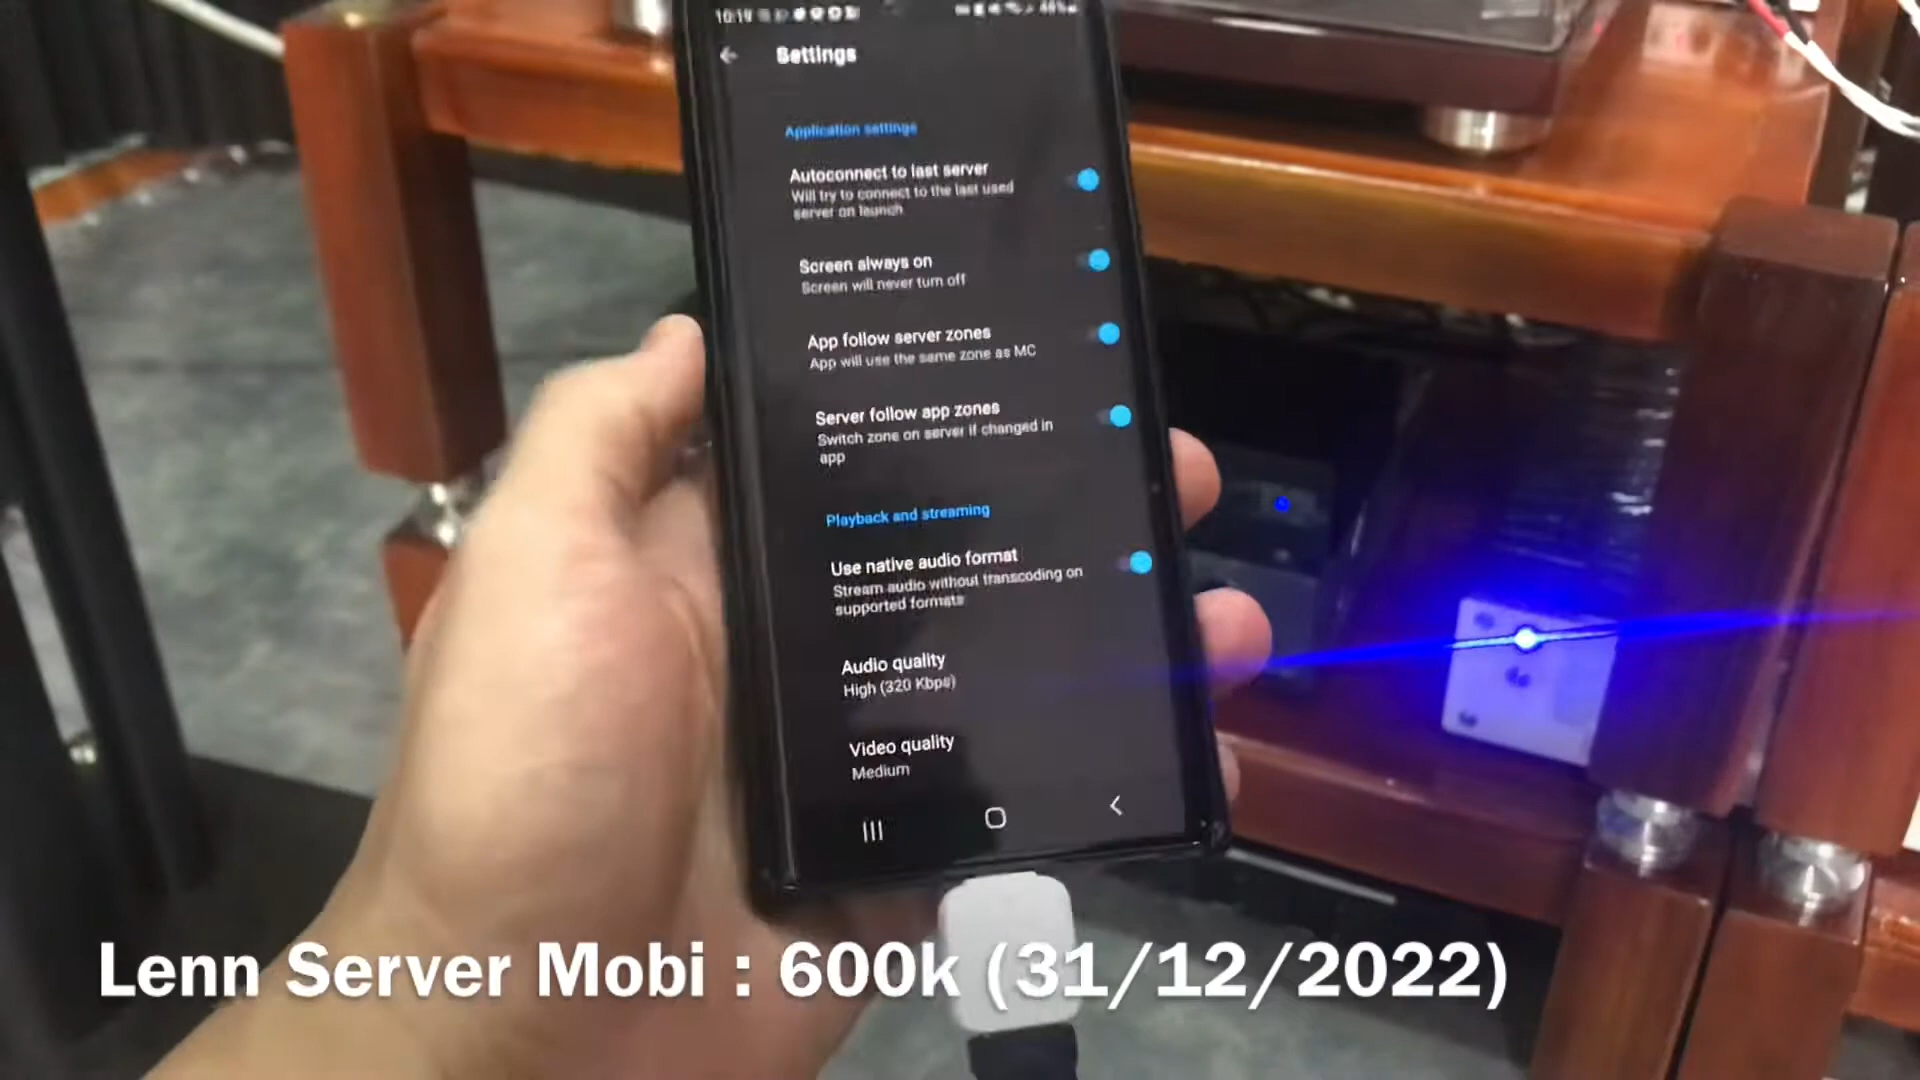 10:19
Settings
Application settings
Autoconnect to last server
Will try to connect to the last used
server on launch
Screen always on
Screen will never turn off
App follow server zones
App will use the same zone as MC
Server follow app zones
Switch zone on server if changed in
app
Playback and streaming
Use native audio format
Stream audio without transcoding on
supported formats
Audio quality
High (320 Kbps)
Video quality
Medium
Lenn Server Mobi : 600k (31/12/2022)